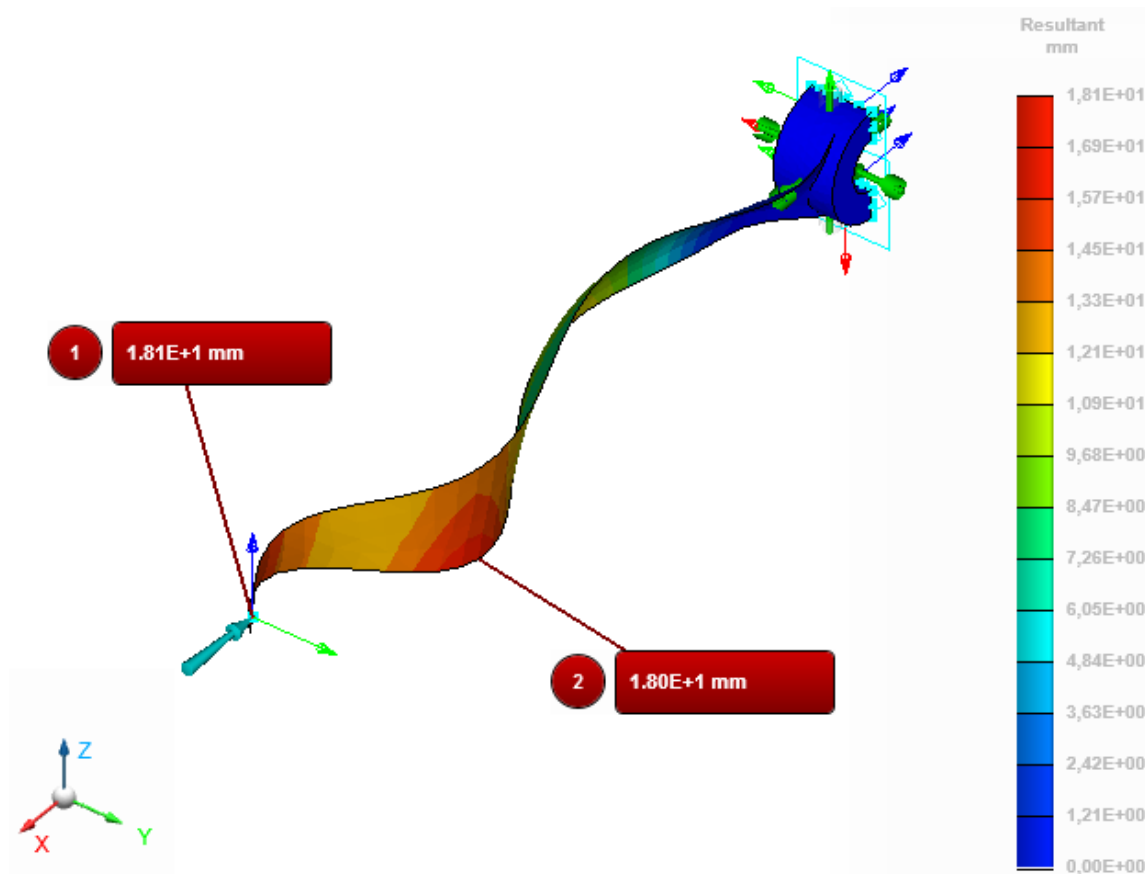 Resultant
mm
1,81E+01
1,69E+01
1,57E+01
1,45E+01
1,33E+01
1,21E+01
1,09E+01
9,68E+00
8,47E+00
7,26E+00
6,05E+00
4,84E+00
3,63E+00
2,42E+00
1,21E+00
0,00E+00
1 1.81E+1 mm
2 1.80E+1 mm
Z
X
Y